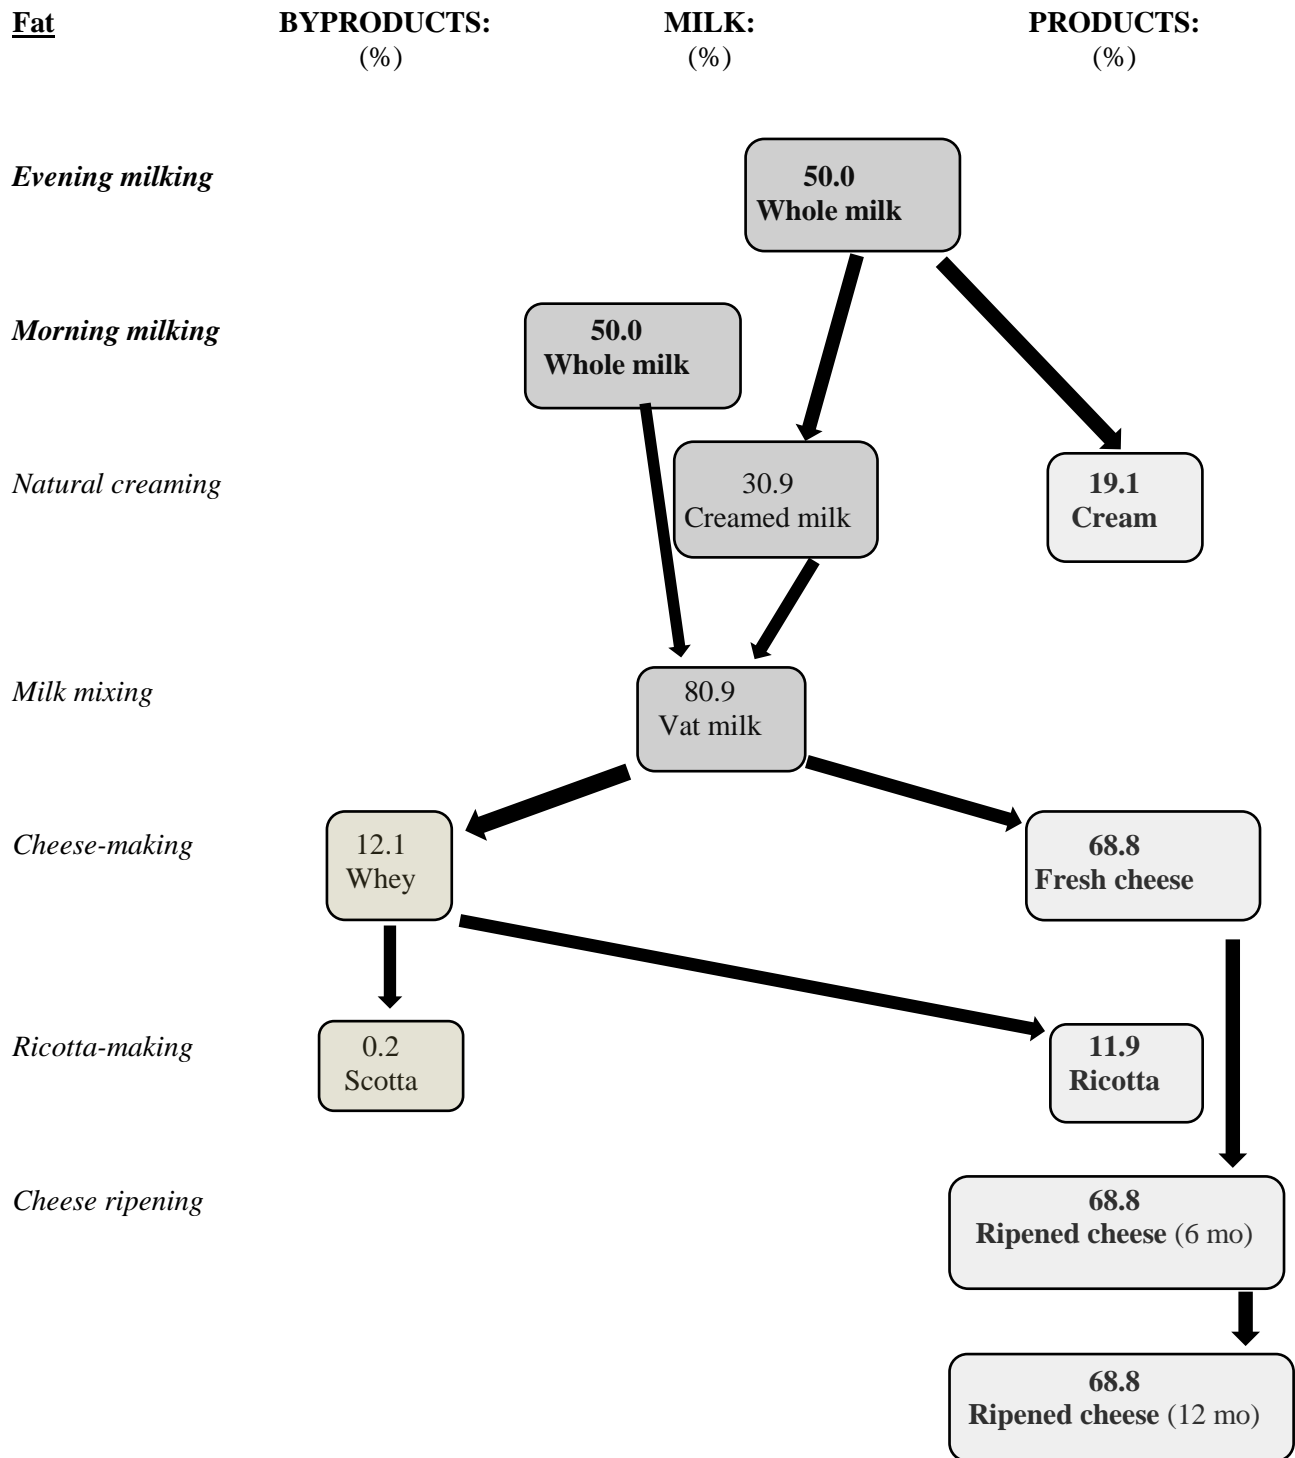 Fat BYPRODUCTS: MILK: PRODUCTS:
(%) (%) (%)
Evening milking
50.0
Whole milk
Morning milking
50.0
Whole milk
Natural creaming
30.9
Creamed milk
19.1
Cream
Milk mixing
80.9
Vat milk
Cheese-making
12.1
Whey
68.8
Fresh cheese
Ricotta-making
0.2
Scotta
11.9
Ricotta
Cheese ripening
68.8
Ripened cheese (6 mo)
68.8
Ripened cheese (12 mo)